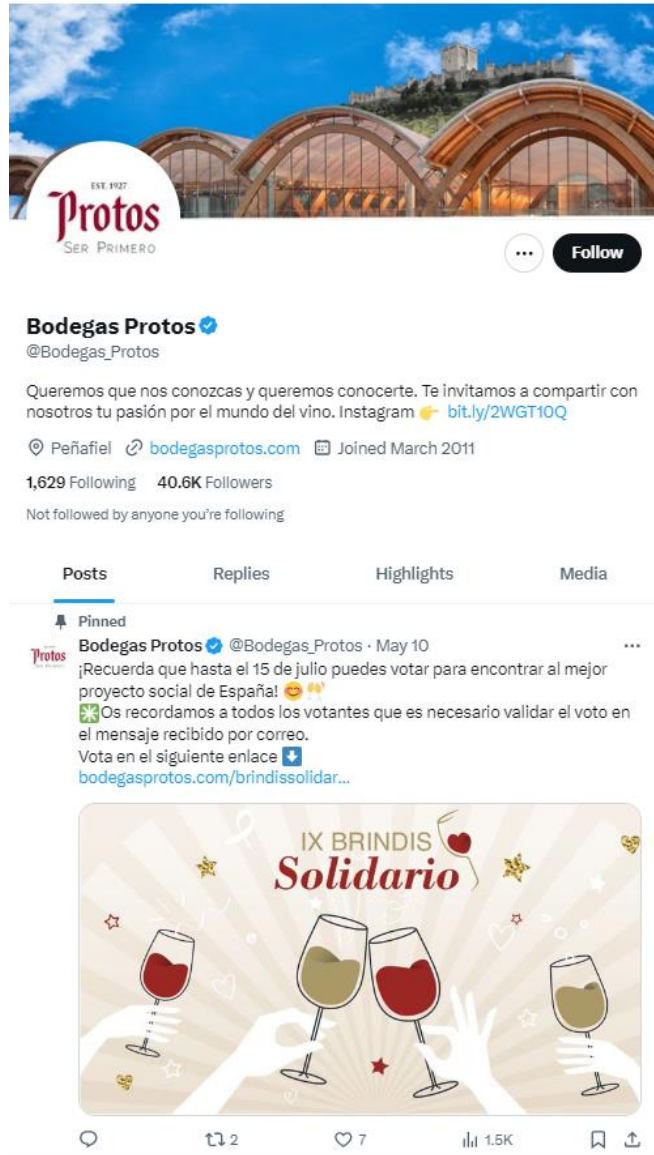 EST. 1927
Protos
SER PRIMERO
Follow
Bodegas Protos
@Bodegas_Protos
Queremos que nos conozcas y queremos conocerte. Te invitamos a compartir con
nosotros tu pasión por el mundo del vino. Instagram 👉 bit.ly/2WGT10Q
Peñafiel bodegasprotos.com Joined March 2011
1,629 Following 40.6K Followers
Not followed by anyone you're following
Posts Replies Highlights Media
Pinned
Bodegas Protos @Bodegas_Protos · May 10
Protos
¡Recuerda que hasta el 15 de julio puedes votar para encontrar al mejor
proyecto social de España! 😊🥂
✳️Os recordamos a todos los votantes que es necesario validar el voto en
el mensaje recibido por correo.
Vota en el siguiente enlace ⬇️
bodegasprotos.com/brindissolidar...
IX BRINDIS
Solidario
2 7 1.5K